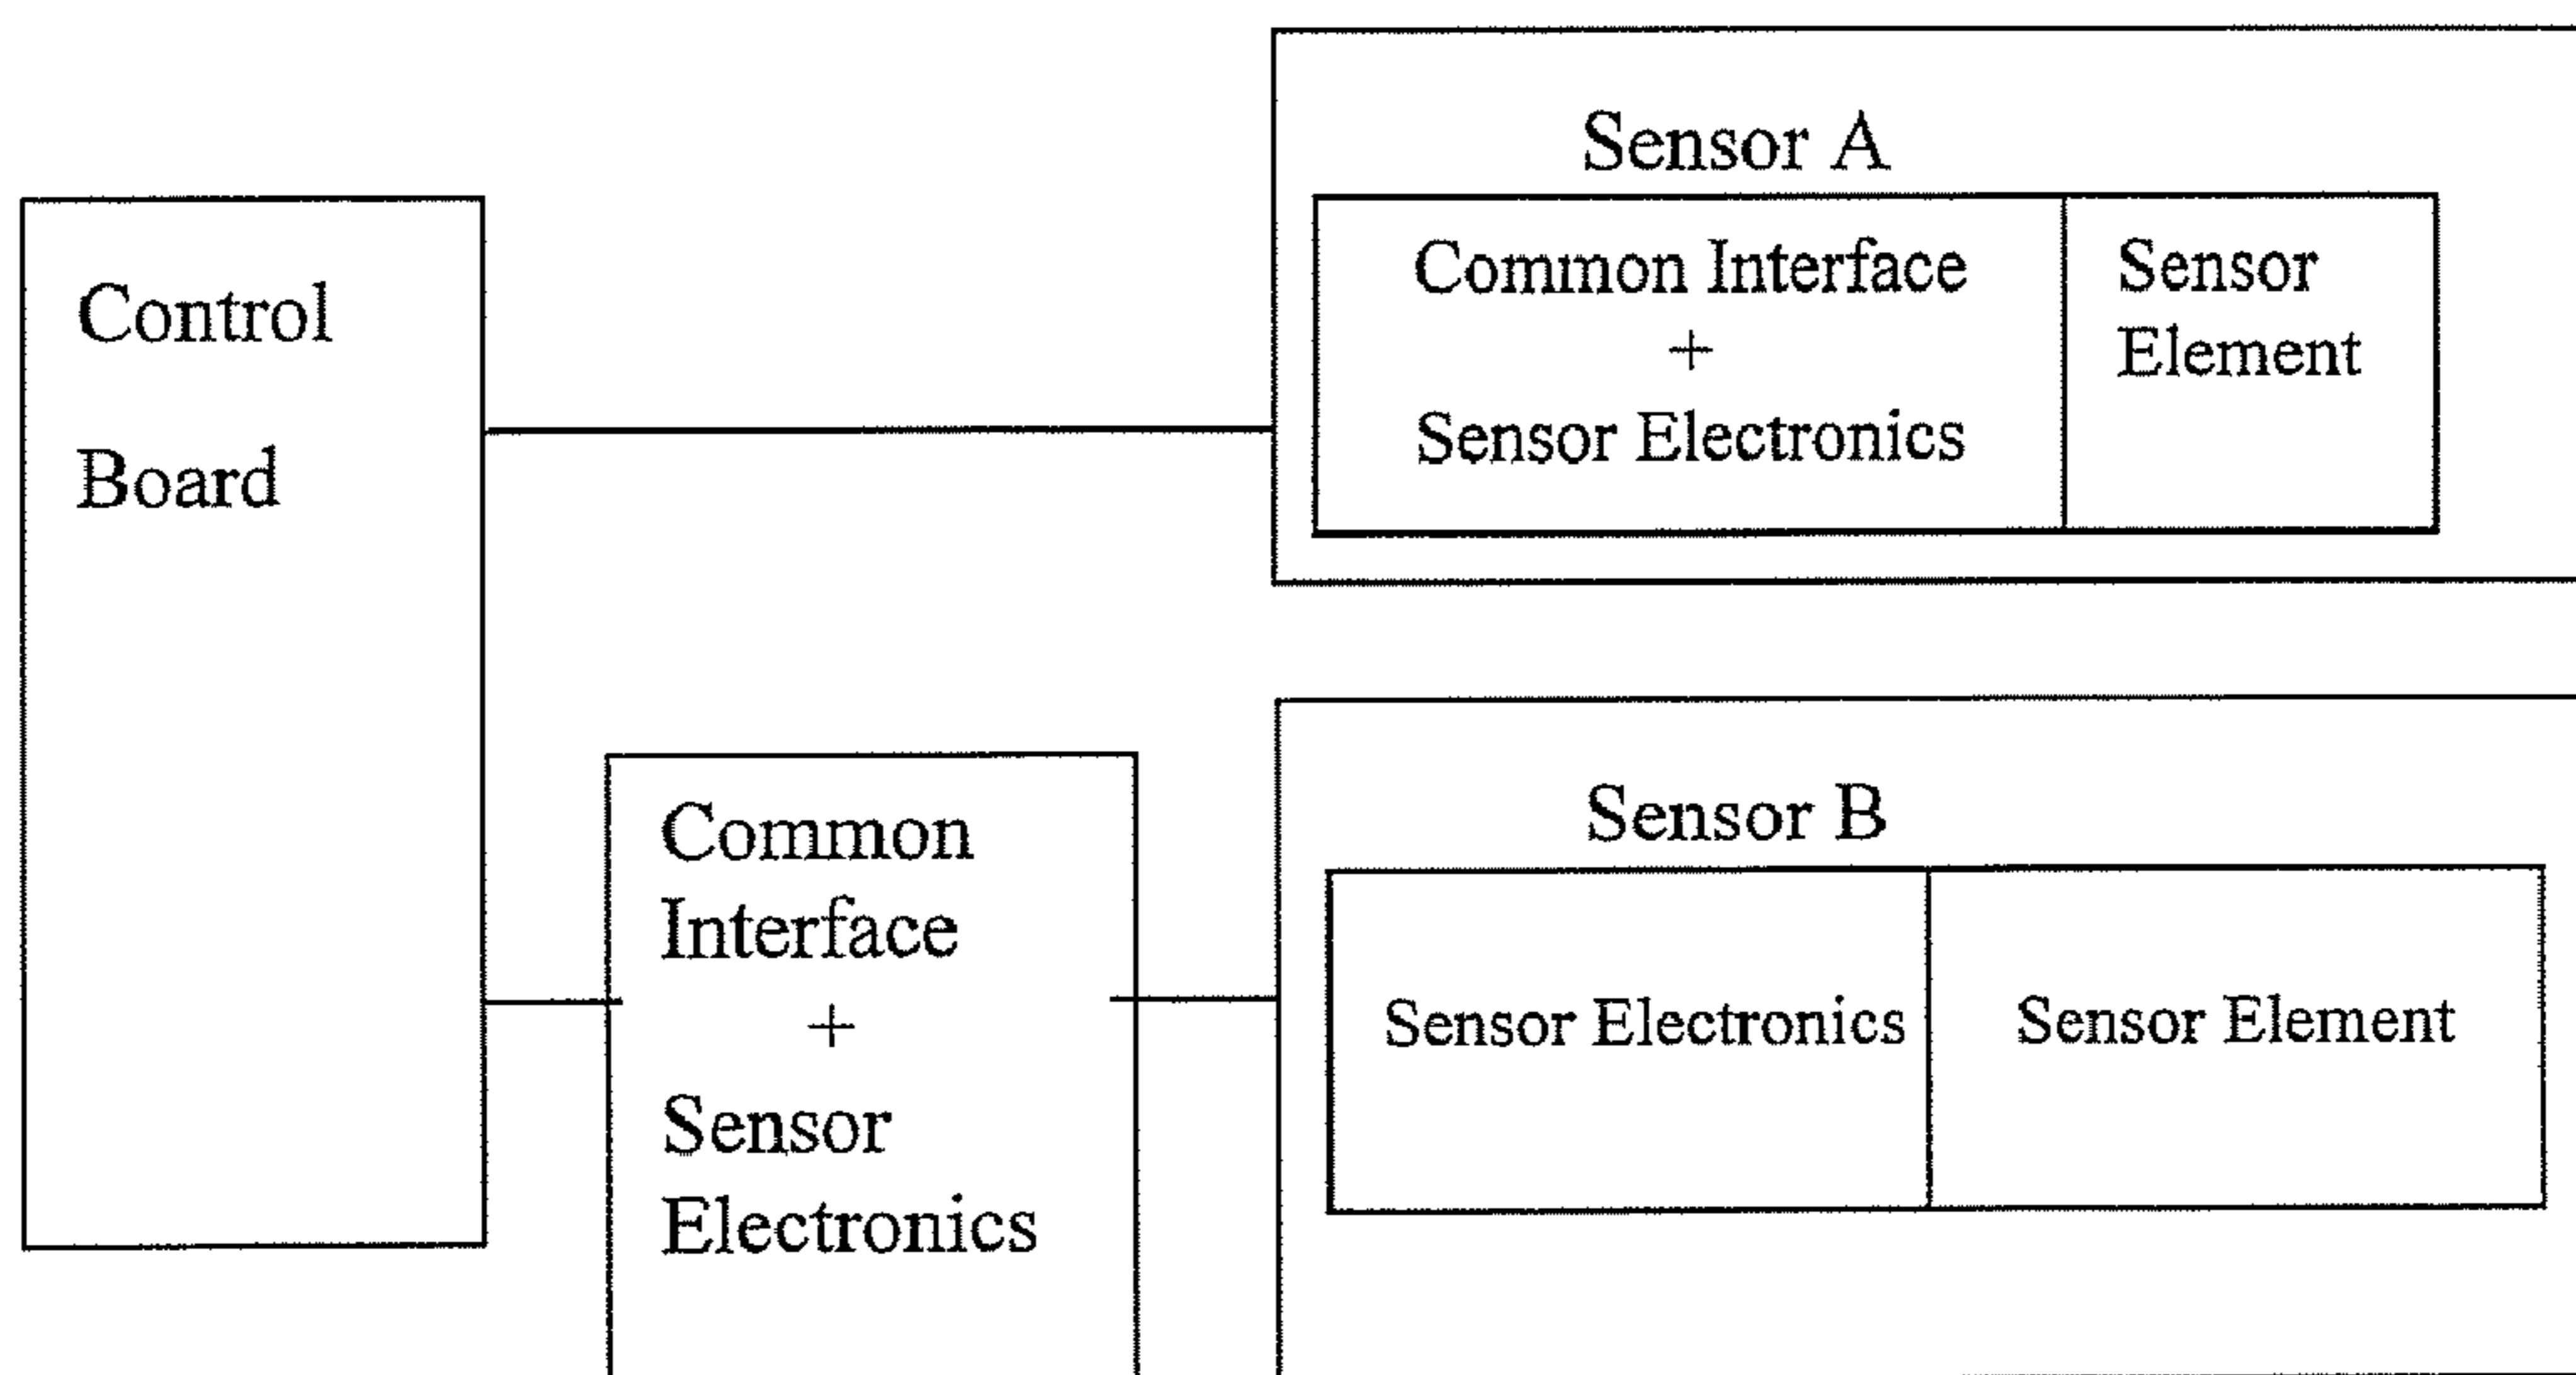 Control
Board
Sensor A
Common Interface
+
Sensor Electronics
Sensor
Element
Common
Interface
+
Sensor
Electronics
Sensor B
Sensor Electronics
Sensor Element